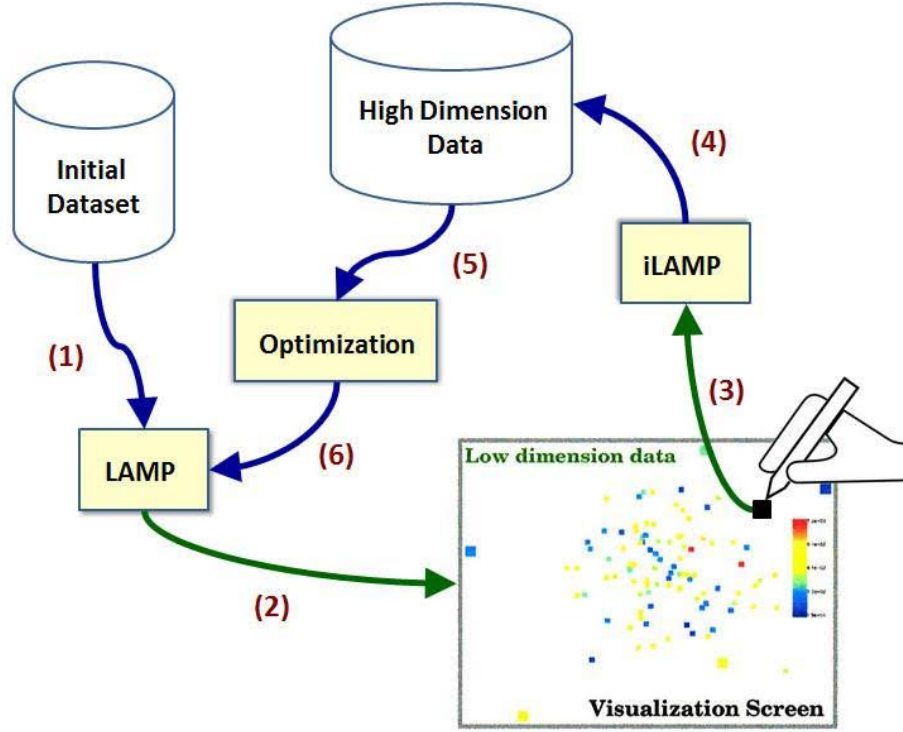 Initial
Dataset
High Dimension
Data
(4)
iLAMP
(5)
Optimization
(1)
(3)
LAMP
(6)
(2)
Low dimension data
Visualization Screen